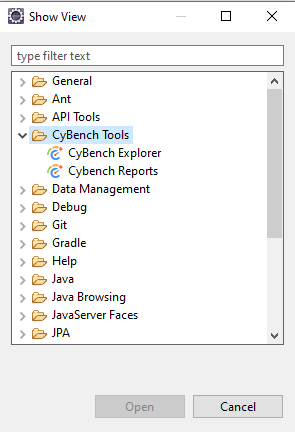 Show View
type filter text
General
Ant
API Tools
CyBench Tools
CyBench Explorer
Cybench Reports
Data Management
Debug
Git
Gradle
Help
Java
Java Browsing
JavaServer Faces
JPA
Open
Cancel